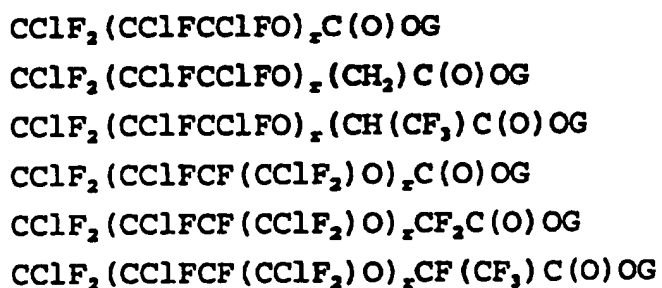 CClF₂(CClFCClFO)ᵣC(O)OG
CClF₂(CClFCClFO)ᵣ(CH₂)C(O)OG
CClF₂(CClFCClFO)ᵣ(CH(CF₃)C(O)OG
CClF₂(CClFCF(CClF₂)O)ᵣC(O)OG
CClF₂(CClFCF(CClF₂)O)ᵣCF₂C(O)OG
CClF₂(CClFCF(CClF₂)O)ᵣCF(CF₃)C(O)OG